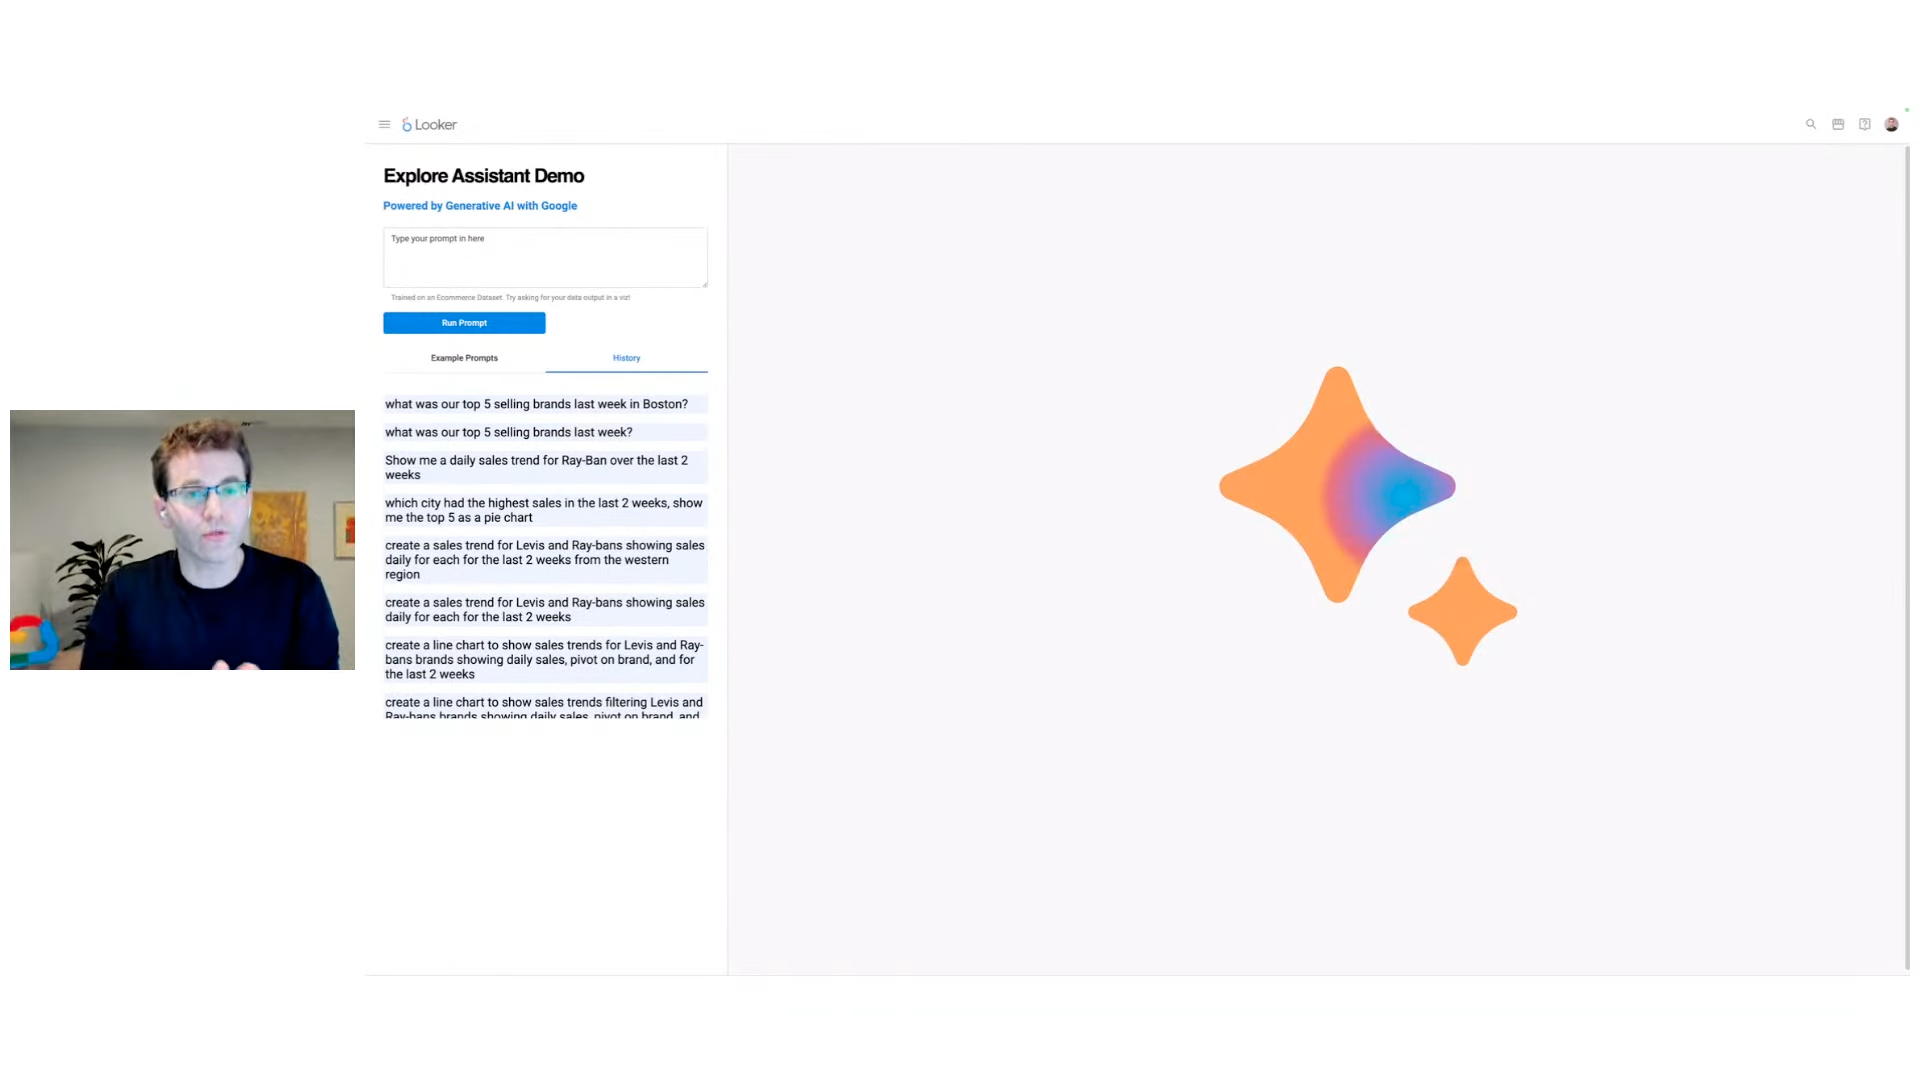 Looker
Explore Assistant Demo
Powered by Generative AI with Google
Type your prompt in here
Trained on an Ecommerce Dataset. Try asking for your data output in a viz!
Run Prompt
Example Prompts
History
what was our top 5 selling brands last week in Boston?
what was our top 5 selling brands last week?
Show me a daily sales trend for Ray-Ban over the last 2
weeks
which city had the highest sales in the last 2 weeks, show
me the top 5 as a pie chart
create a sales trend for Levis and Ray-bans showing sales
daily for each for the last 2 weeks from the western
region
create a sales trend for Levis and Ray-bans showing sales
daily for each for the last 2 weeks
create a line chart to show sales trends for Levis and Ray-
bans brands showing daily sales, pivot on brand, and for
the last 2 weeks
create a line chart to show sales trends filtering Levis and
Ray-bans brands showing daily sales, pivot on brand, and